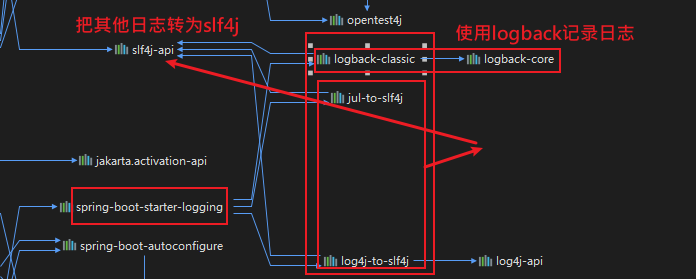 opentest4j
把其他日志转为slf4j
使用logback记录日志
slf4j-api
logback-classic
logback-core
jul-to-slf4j
jakarta.activation-api
spring-boot-starter-logging
spring-boot-autoconfigure
log4j-to-slf4j
log4j-api